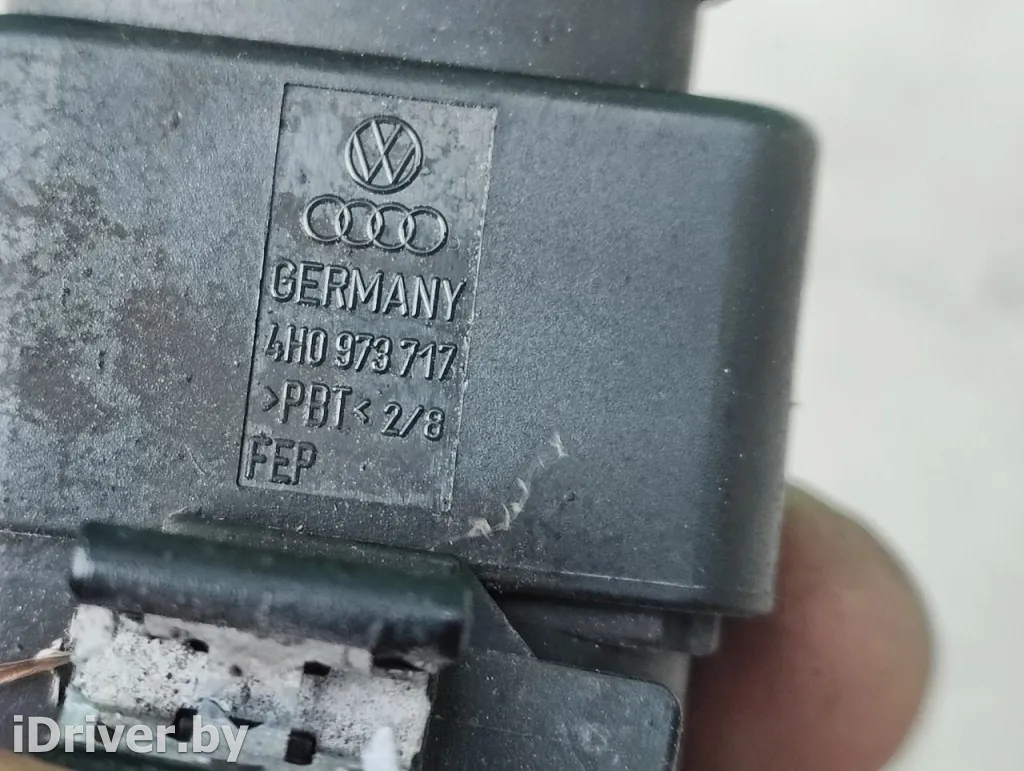 GERMANY
4H0 973 717
>PBT< 2/8
FEP
iDriver.by